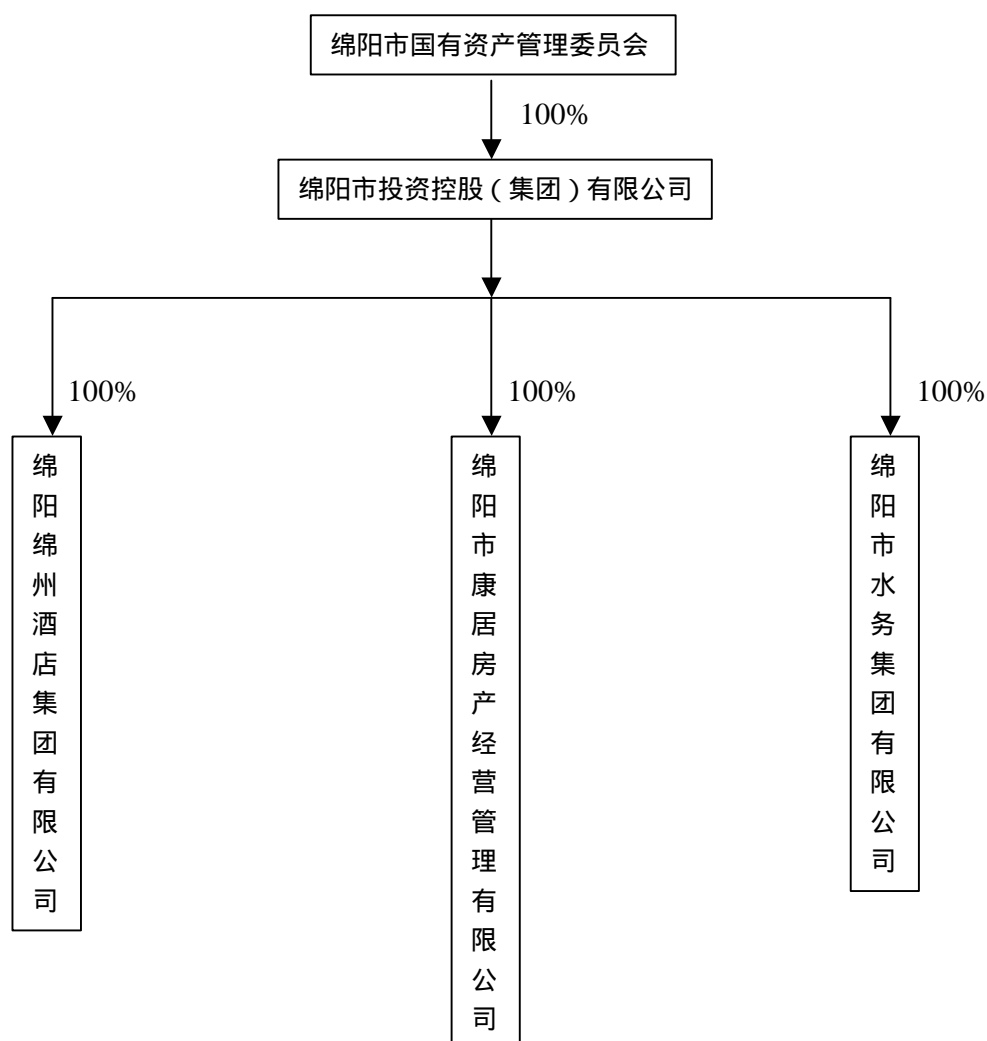 绵阳市国有资产管理委员会
100%
绵阳市投资控股（集团）有限公司
100%
100%
100%
绵阳绵州酒店集团有限公司
绵阳市康居房产经营管理有限公司
绵阳市水务集团有限公司